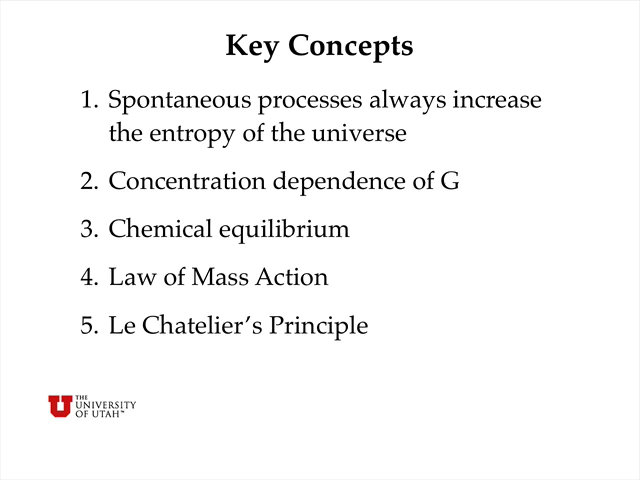 Key Concepts
1. Spontaneous processes always increase
the entropy of the universe
2. Concentration dependence of G
3. Chemical equilibrium
4. Law of Mass Action
5. Le Chatelier’s Principle
THE
UNIVERSITY
OF UTAH™